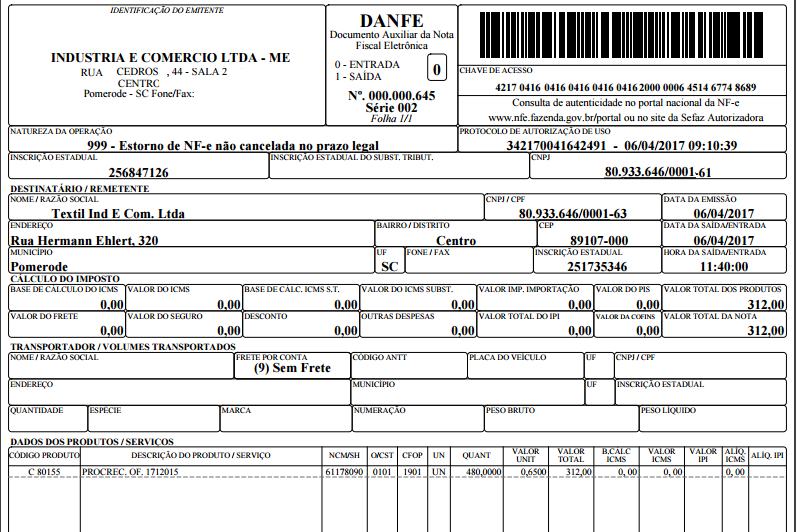 IDENTIFICAÇÃO DO EMITENTE
INDUSTRIA E COMERCIO LTDA - ME
RUA CEDROS , 44 - SALA 2
CENTRO
Pomerode - SC Fone/Fax:
DANFE
Documento Auxiliar da Nota
Fiscal Eletrônica
0 - ENTRADA
1 - SAÍDA
0
Nº. 000.000.645
Série 002
Folha 1/1
CHAVE DE ACESSO
4217 0416 0416 0416 0416 0416 2000 0006 4514 6774 8689
Consulta de autenticidade no portal nacional da NF-e
www.nfe.fazenda.gov.br/portal ou no site da Sefaz Autorizadora
NATUREZA DA OPERAÇÃO
999 - Estorno de NF-e não cancelada no prazo legal
PROTOCOLO DE AUTORIZAÇÃO DE USO
342170041642491 - 06/04/2017 09:10:39
INSCRIÇÃO ESTADUAL
256847126
INSCRIÇÃO ESTADUAL DO SUBST. TRIBUT.
CNPJ
80.933.646/0001-61
DESTINATÁRIO / REMETENTE
NOME / RAZÃO SOCIAL
Textil Ind E Com. Ltda
CNPJ / CPF
80.933.646/0001-63
DATA DA EMISSÃO
06/04/2017
ENDEREÇO
Rua Hermann Ehlert, 320
BAIRRO / DISTRITO
Centro
CEP
89107-000
DATA DA SAÍDA/ENTRADA
06/04/2017
MUNICÍPIO
Pomerode
UF
SC
FONE / FAX
INSCRIÇÃO ESTADUAL
251735346
HORA DA SAÍDA/ENTRADA
11:40:00
CÁLCULO DO IMPOSTO
BASE DE CÁLCULO DO ICMS
0,00
VALOR DO ICMS
0,00
BASE DE CALC. ICMS S.T.
0,00
VALOR DO ICMS SUBST.
0,00
VALOR IMP. IMPORTAÇÃO
0,00
VALOR DO PIS
0,00
VALOR TOTAL DOS PRODUTOS
312,00
VALOR DO FRETE
0,00
VALOR DO SEGURO
0,00
DESCONTO
0,00
OUTRAS DESPESAS
0,00
VALOR TOTAL DO IPI
0,00
VALOR DA COFINS
0,00
VALOR TOTAL DA NOTA
312,00
TRANSPORTADOR / VOLUMES TRANSPORTADOS
NOME / RAZÃO SOCIAL
FRETE POR CONTA
(9) Sem Frete
CÓDIGO ANTT
PLACA DO VEÍCULO
UF
CNPJ / CPF
ENDEREÇO
MUNICÍPIO
UF
INSCRIÇÃO ESTADUAL
QUANTIDADE
ESPÉCIE
MARCA
NUMERAÇÃO
PESO BRUTO
PESO LÍQUIDO
DADOS DOS PRODUTOS / SERVIÇOS
CÓDIGO PRODUTO DESCRIÇÃO DO PRODUTO / SERVIÇO NCM/SH O/CST CFOP UN QUANT VALOR UNIT VALOR TOTAL B.CALC ICMS VALOR ICMS VALOR IPI ALÍQ. ICMS ALÍQ. IPI
C 80155 PROCREC. OF. 1712015 61178090 0101 1901 UN 480,0000 0,6500 312,00 0, 00 0, 00 0, 00